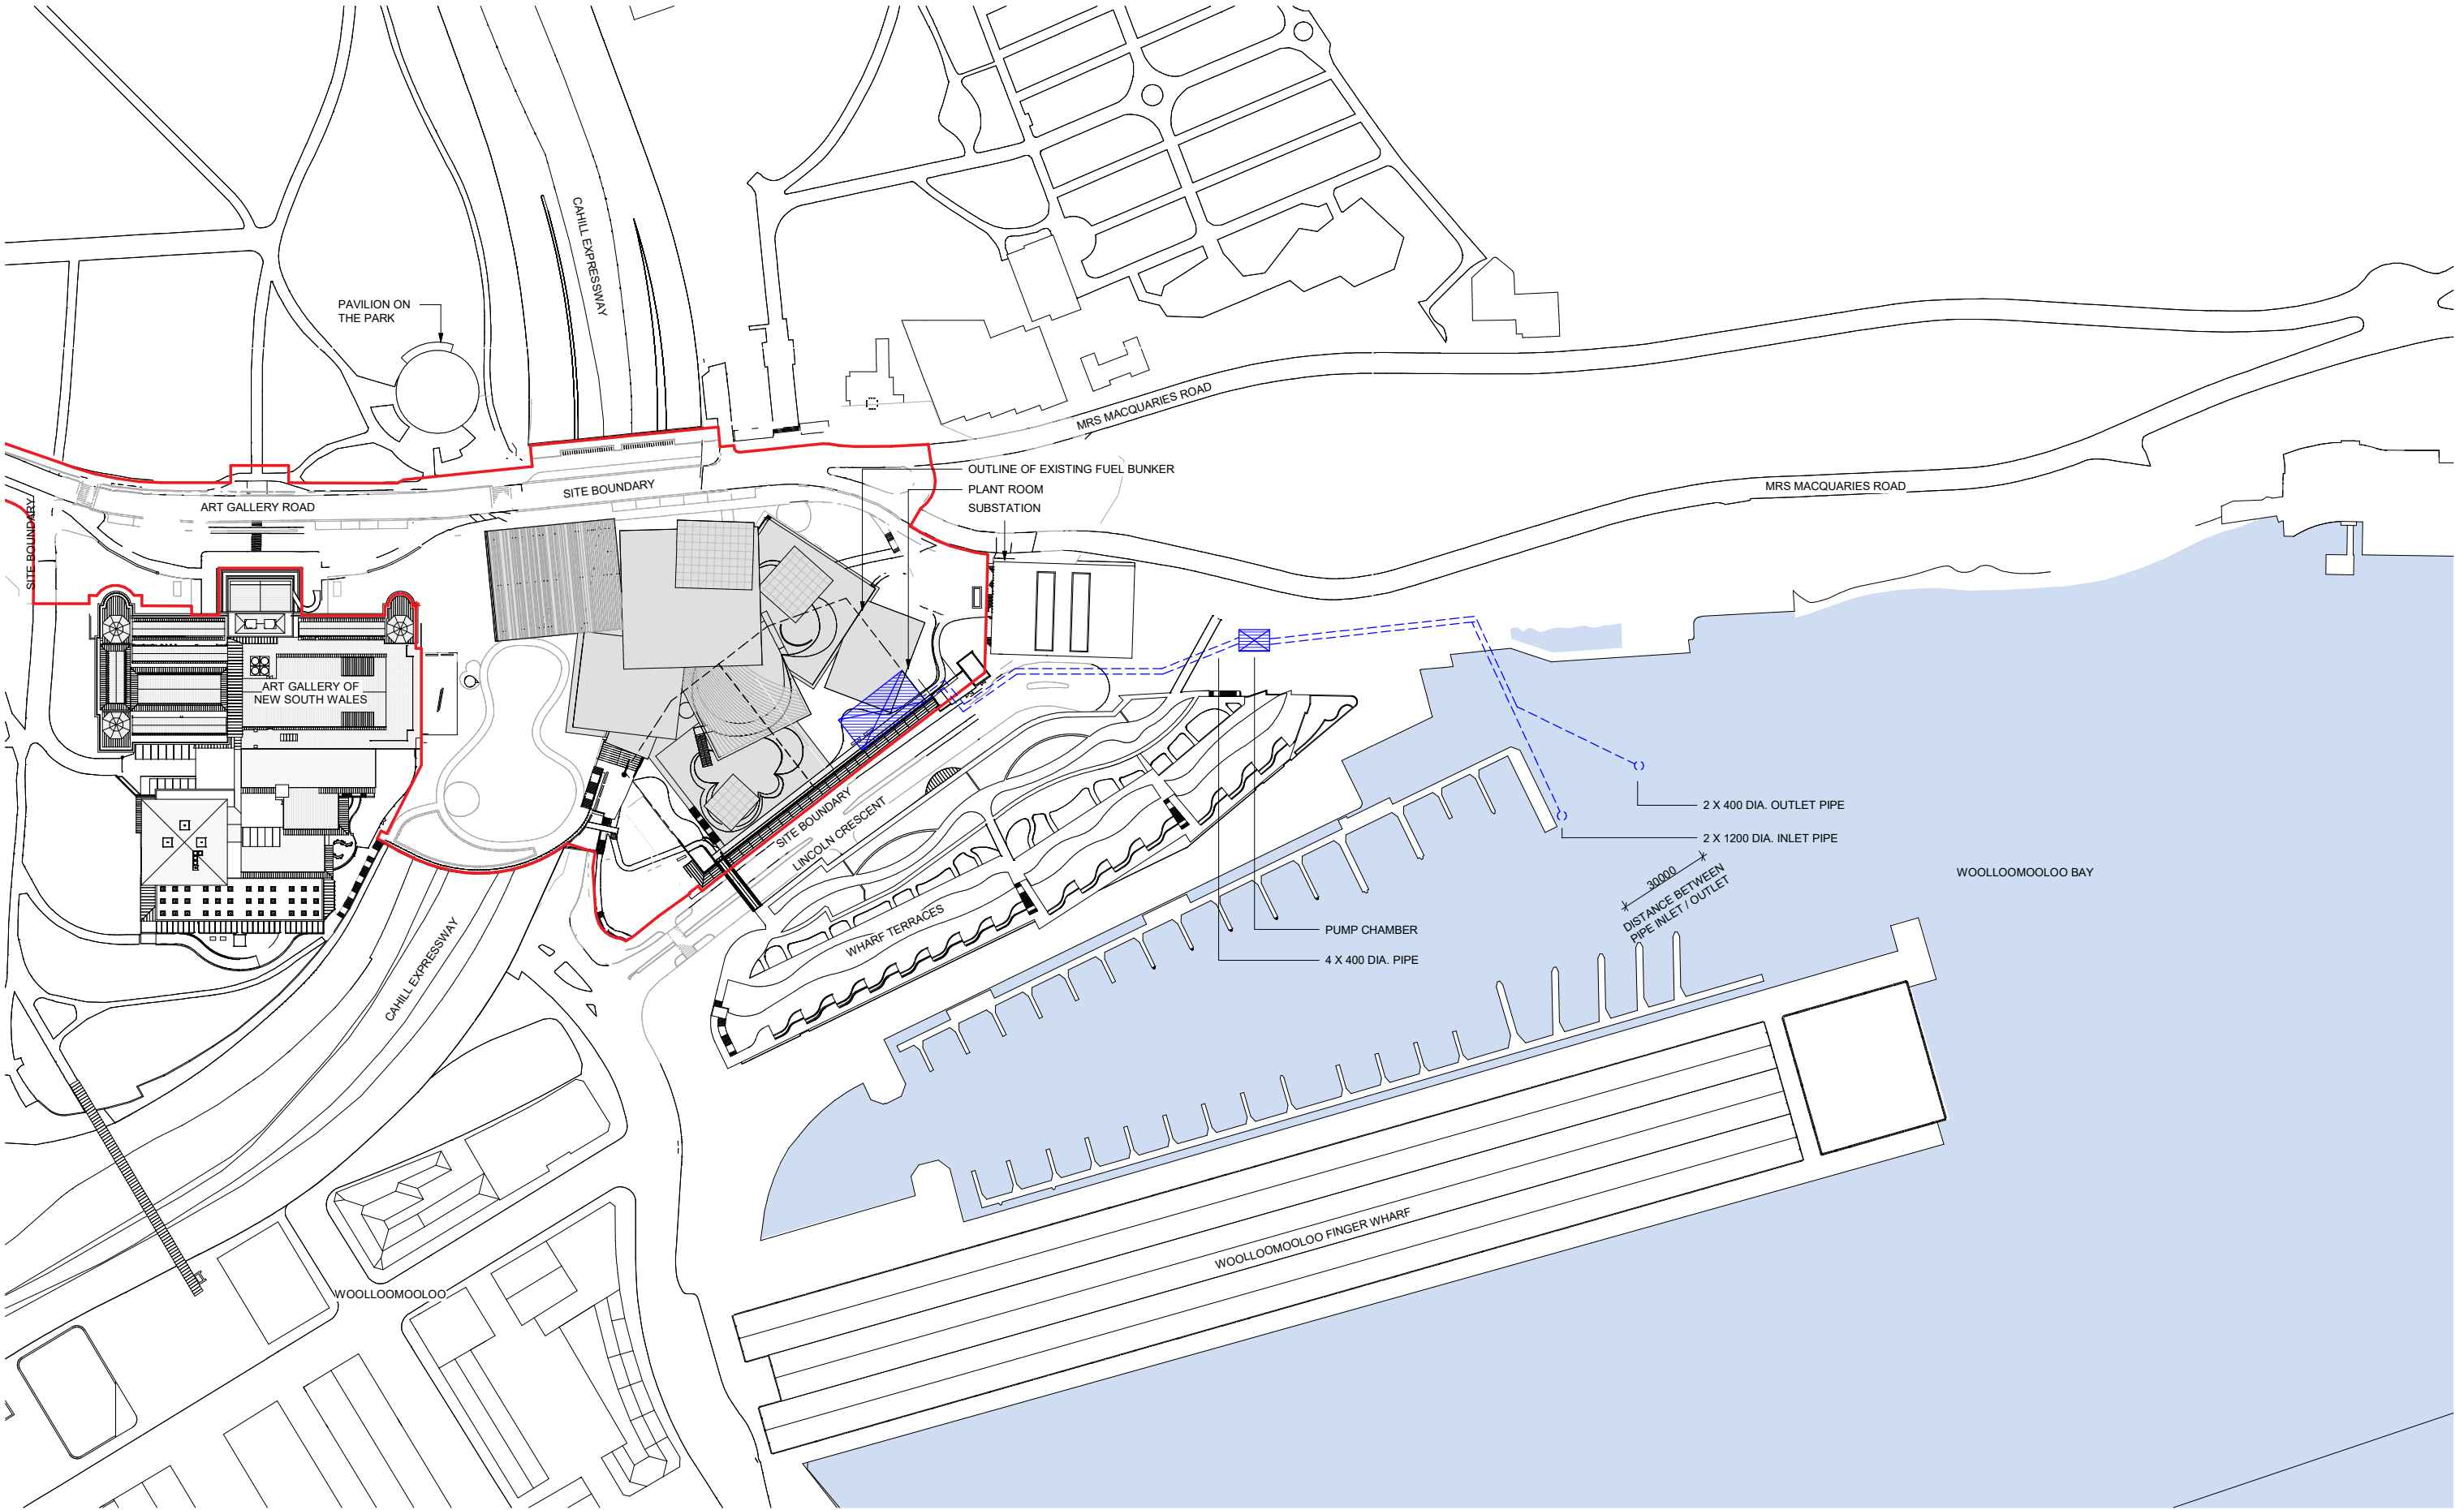 CAHILL EXPRESSWAY
PAVILION ON
THE PARK
MRS MACQUARIES ROAD
OUTLINE OF EXISTING FUEL BUNKER
PLANT ROOM
SUBSTATION
SITE BOUNDARY
MRS MACQUARIES ROAD
ART GALLERY ROAD
SITE BOUNDARY
ART GALLERY OF
NEW SOUTH WALES
2 X 400 DIA. OUTLET PIPE
2 X 1200 DIA. INLET PIPE
SITE BOUNDARY
LINCOLN CRESCENT
30000
DISTANCE BETWEEN
PIPE INLET / OUTLET
WOOLLOOMOOLOO BAY
WHARF TERRACES
PUMP CHAMBER
4 X 400 DIA. PIPE
CAHILL EXPRESSWAY
WOOLLOOMOOLOO FINGER WHARF
WOOLLOOMOOLOO